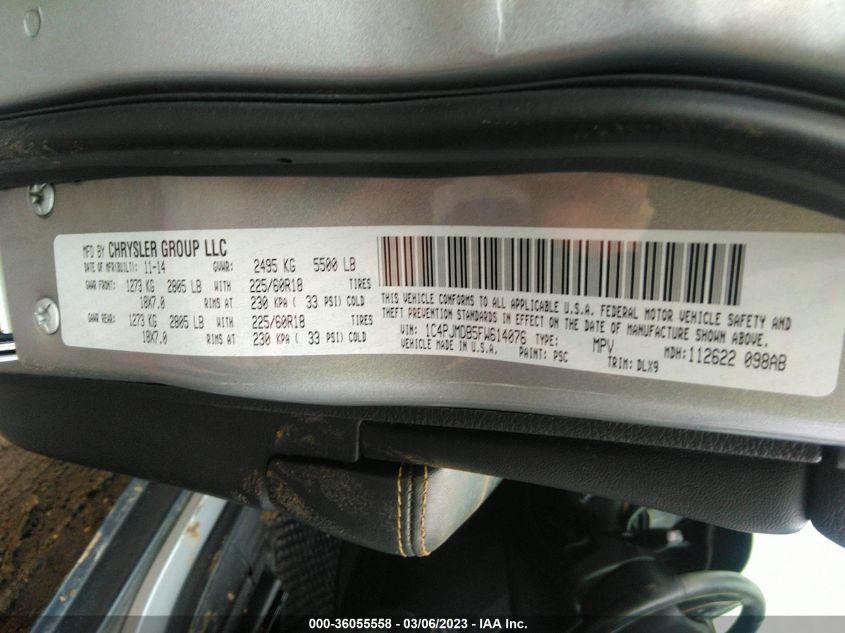 MFD BY CHRYSLER GROUP LLC
DATE OF MFR(BUILT): 11-14 GVWR: 2495 KG 5500 LB
GAWR FRONT: 1273 KG 2805 LB WITH 225/60R18 TIRES
18X7.0 RIMS AT 230 KPA ( 33 PSI) COLD
GAWR REAR: 1273 KG 2805 LB WITH 225/60R18 TIRES
18X7.0 RIMS AT 230 KPA ( 33 PSI) COLD
THIS VEHICLE CONFORMS TO ALL APPLICABLE U.S.A. FEDERAL MOTOR VEHICLE SAFETY AND
THEFT PREVENTION STANDARDS IN EFFECT ON THE DATE OF MANUFACTURE SHOWN ABOVE.
VIN: 1C4PJMDB5FW614076 TYPE: MPV MDH: 112622 098AB
VEHICLE MADE IN U.S.A. PAINT: PSC TRIM: DLX9
000-36055558 - 03/06/2023 - IAA Inc.